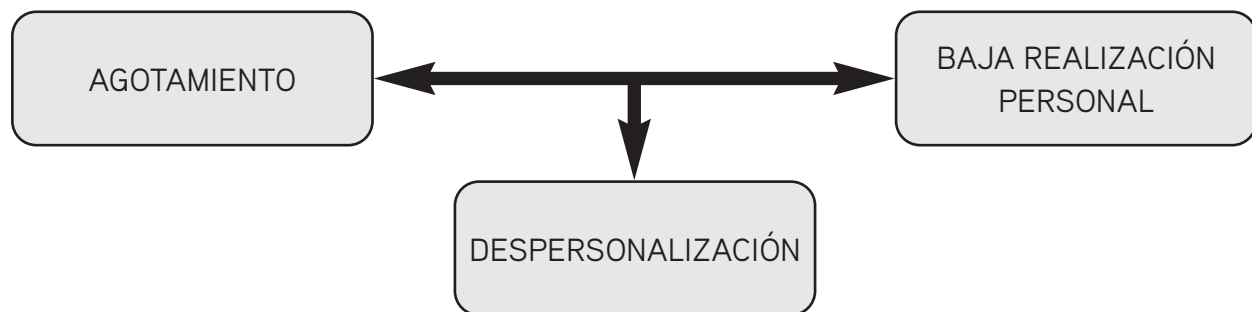 AGOTAMIENTO
BAJA REALIZACIÓN
PERSONAL
DESPERSONALIZACIÓN